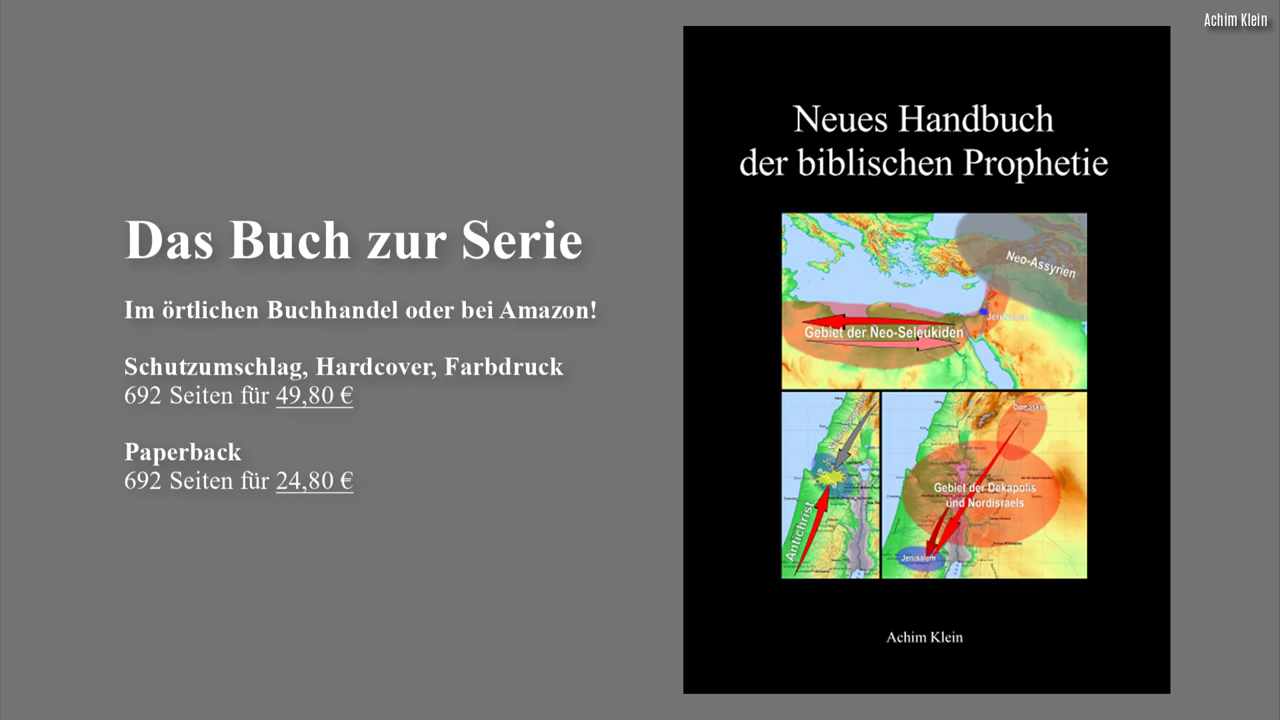 Achim Klein
Das Buch zur Serie
Im örtlichen Buchhandel oder bei Amazon!
Schutzumschlag, Hardcover, Farbdruck
692 Seiten für 49,80 €
Paperback
692 Seiten für 24,80 €
Neues Handbuch
der biblischen Prophetie
Neo-Assyrien
Jerusalem
Gebiet der Neo-Seleukiden
Damaskus
Gebiet der Dekapolis
und Nordisraels
Antichrist
Jerusalem
Achim Klein